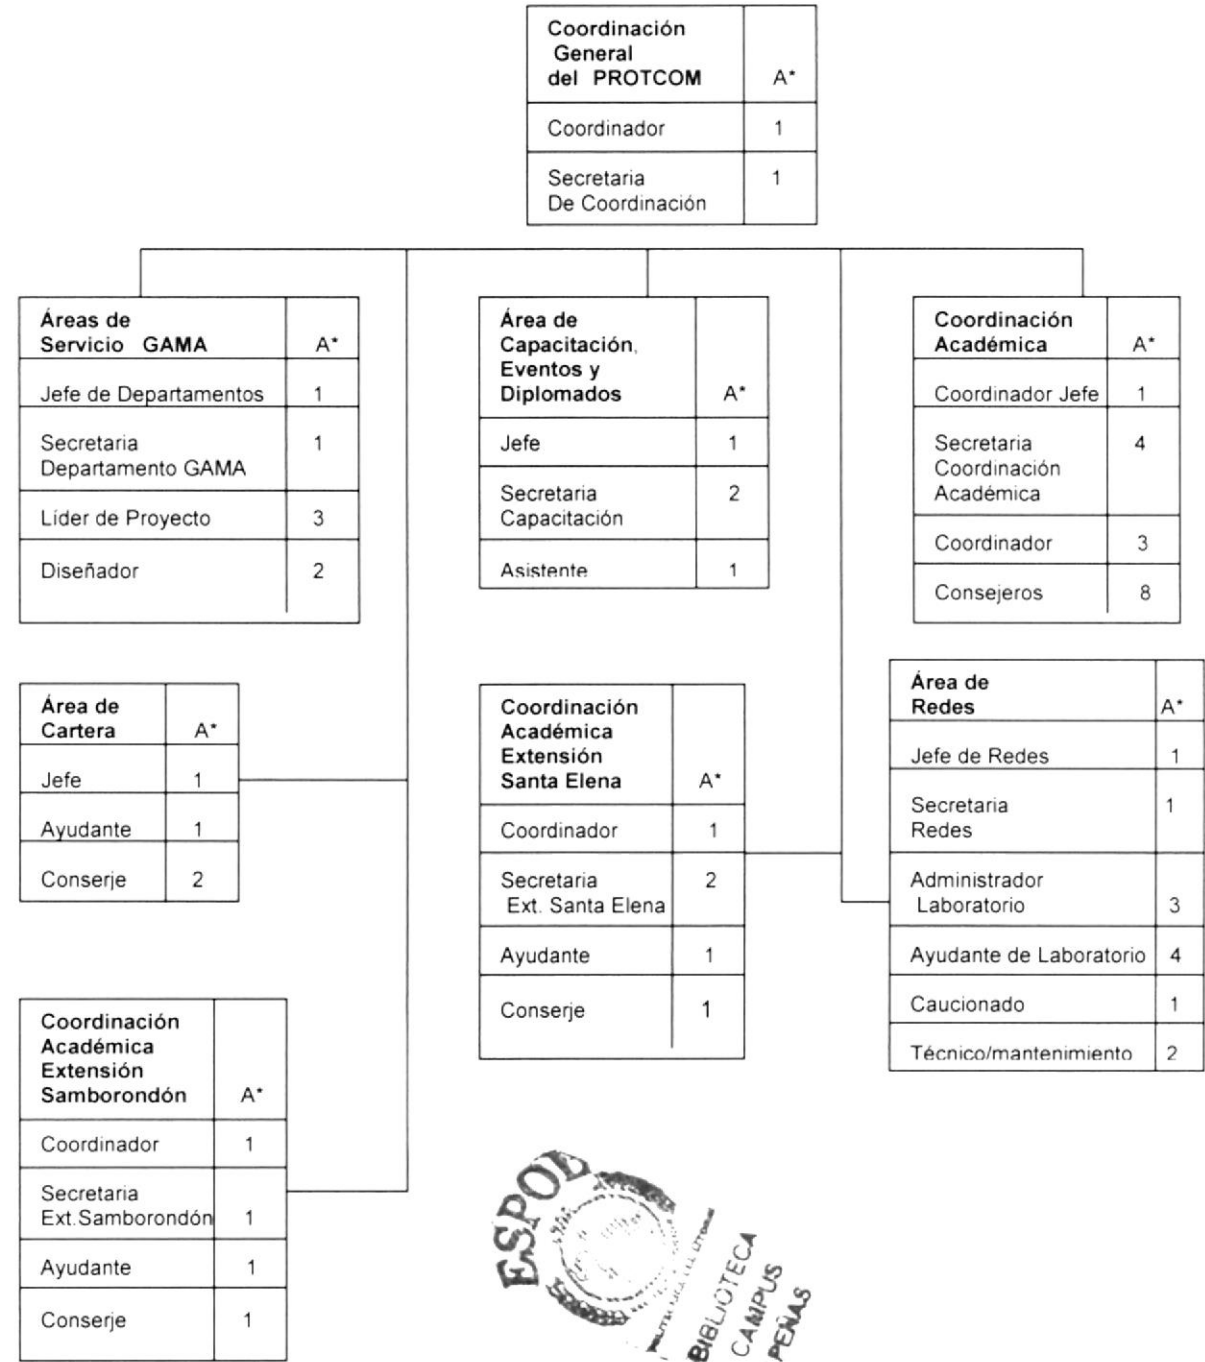 Coordinación
General
del PROTCOM A*
Coordinador 1
Secretaria 1
De Coordinación
Áreas de
Servicio GAMA A*
Jefe de Departamentos 1
Secretaria 1
Departamento GAMA
Líder de Proyecto 3
Diseñador 2
Área de
Capacitación,
Eventos y
Diplomados A*
Jefe 1
Secretaria 2
Capacitación
Asistente 1
Coordinación
Académica A*
Coordinador Jefe 1
Secretaria 4
Coordinación
Académica
Coordinador 3
Consejeros 8
Área de
Cartera A*
Jefe 1
Ayudante 1
Conserje 2
Coordinación
Académica
Extensión
Santa Elena A*
Coordinador 1
Secretaria 2
Ext. Santa Elena
Ayudante 1
Conserje 1
Área de
Redes A*
Jefe de Redes 1
Secretaria 1
Redes
Administrador
Laboratorio 3
Ayudante de Laboratorio 4
Caucionado 1
Técnico/mantenimiento 2
Coordinación
Académica
Extensión
Samborondón A*
Coordinador 1
Secretaria
Ext.Samborondón 1
Ayudante 1
Conserje 1
ESPOL
BIBLIOTECA
CAMPUS
PEÑAS